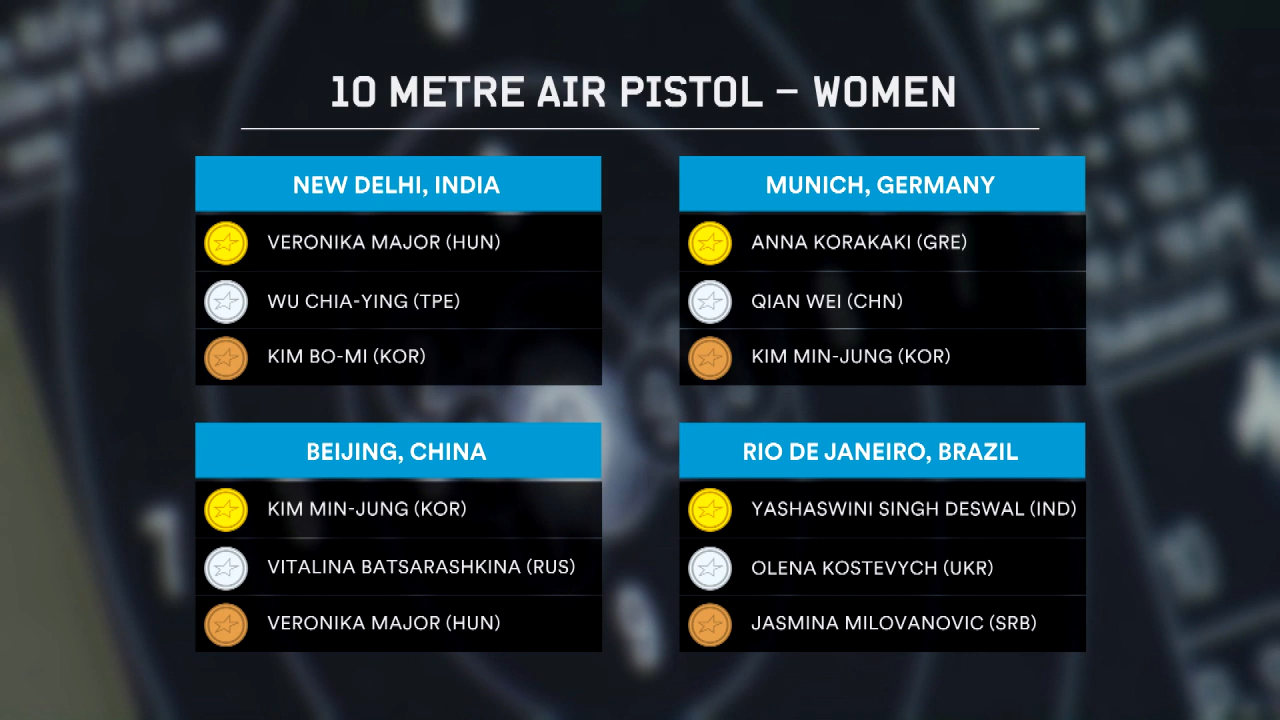 10 METRE AIR PISTOL – WOMEN
NEW DELHI, INDIA
VERONIKA MAJOR (HUN)
WU CHIA-YING (TPE)
KIM BO-MI (KOR)
MUNICH, GERMANY
ANNA KORAKAKI (GRE)
QIAN WEI (CHN)
KIM MIN-JUNG (KOR)
BEIJING, CHINA
KIM MIN-JUNG (KOR)
VITALINA BATSARASHKINA (RUS)
VERONIKA MAJOR (HUN)
RIO DE JANEIRO, BRAZIL
YASHASWINI SINGH DESWAL (IND)
OLENA KOSTEVYCH (UKR)
JASMINA MILOVANOVIC (SRB)